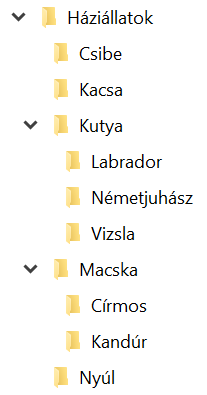 Háziállatok
Csibe
Kacsa
Kutya
Labrador
Németjuhász
Vizsla
Macska
Círmos
Kandúr
Nyúl